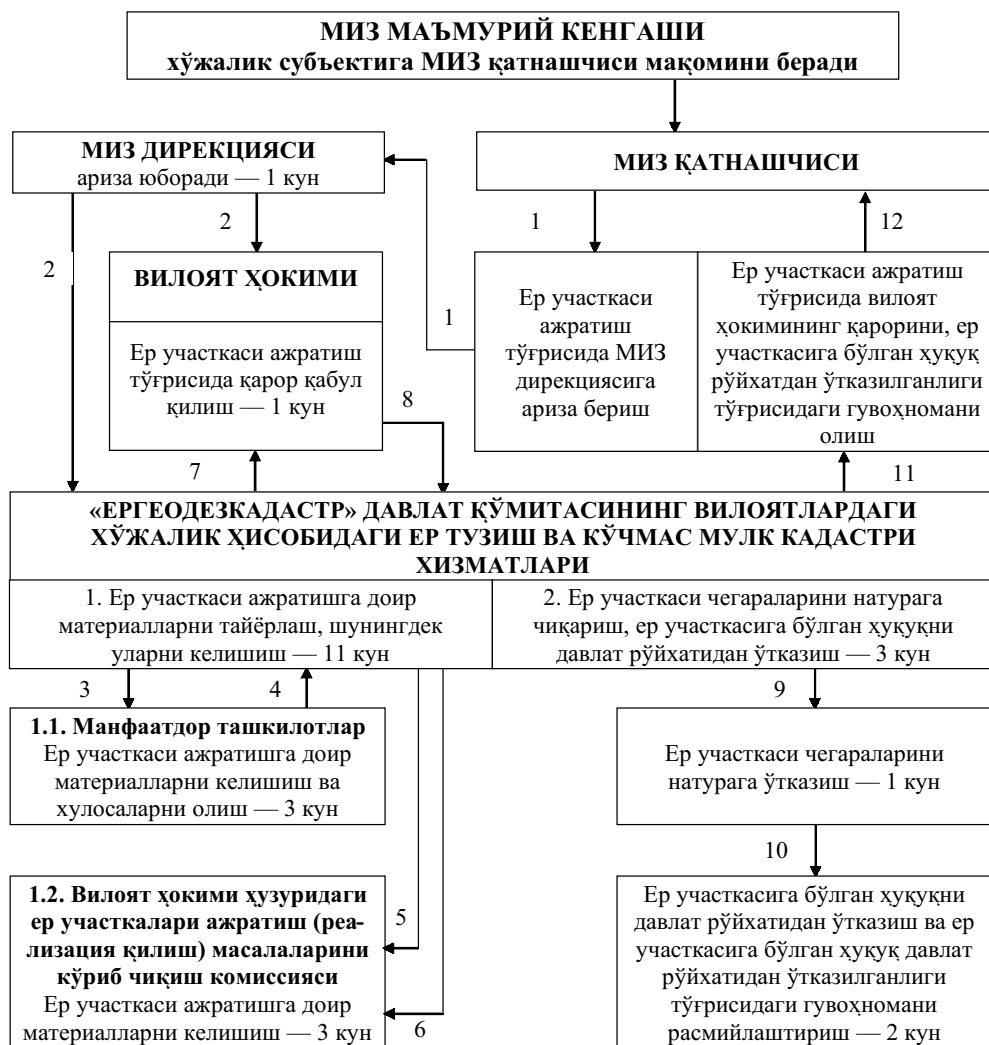 МИЗ МАЪМУРИЙ КЕНГАШИ
хўжалик субъектига МИЗ қатнашчиси мақомини беради
МИЗ ДИРЕКЦИЯСИ
ариза юборади — 1 кун
МИЗ ҚАТНАШЧИСИ
2
2
1
12
ВИЛОЯТ ҲОКИМИ
Ер участкаси ажратиш
тўғрисида қарор қабул
қилиш — 1 кун
1
Ер участкаси
ажратиш
тўғрисида МИЗ
дирекциясига
ариза бериш
Ер участкаси ажратиш
тўғрисида вилоят
ҳокимининг қарорини, ер
участкасига бўлган ҳуқуқ
рўйхатдан ўтказилганлиги
тўғрисидаги гувоҳномани
олиш
8
7
11
«ЕРГЕОДЕЗКАДАСТР» ДАВЛАТ ҚЎМИТАСИНИНГ ВИЛОЯТЛАРДАГИ
ХЎЖАЛИК ҲИСОБИДАГИ ЕР ТУЗИШ ВА КЎЧМАС МУЛК КАДАСТРИ
ХИЗМАТЛАРИ
1. Ер участкаси ажратишга доир
материалларни тайёрлаш, шунингдек
уларни келишиш — 11 кун
2. Ер участкаси чегараларини натурага
чиқариш, ер участкасига бўлган ҳуқуқни
давлат рўйхатидан ўтказиш — 3 кун
3
4
9
1.1. Манфаатдор ташкилотлар
Ер участкаси ажратишга доир
материалларни келишиш ва
хулосаларни олиш — 3 кун
Ер участкаси чегараларини
натурага ўтказиш — 1 кун
10
1.2. Вилоят ҳокими ҳузуридаги
ер участкалари ажратиш (реа-
лизация қилиш) масалаларини
кўриб чиқиш комиссияси
Ер участкаси ажратишга доир
материалларни келишиш — 3 кун
5
6
Ер участкасига бўлган ҳуқуқни
давлат рўйхатидан ўтказиш ва ер
участкасига бўлган ҳуқуқ давлат
рўйхатидан ўтказилганлиги
тўғрисидаги гувоҳномани
расмийлаштириш — 2 кун